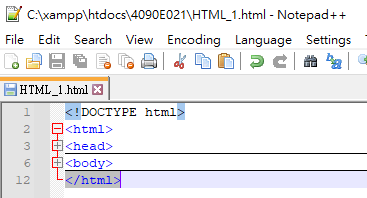 C:\xampp\htdocs\4090E021\HTML_1.html - Notepad++
File Edit Search View Encoding Language Settings
HTML_1.html
1 <!DOCTYPE html>
2 <html>
3 <head>
6 <body>
12 </html>